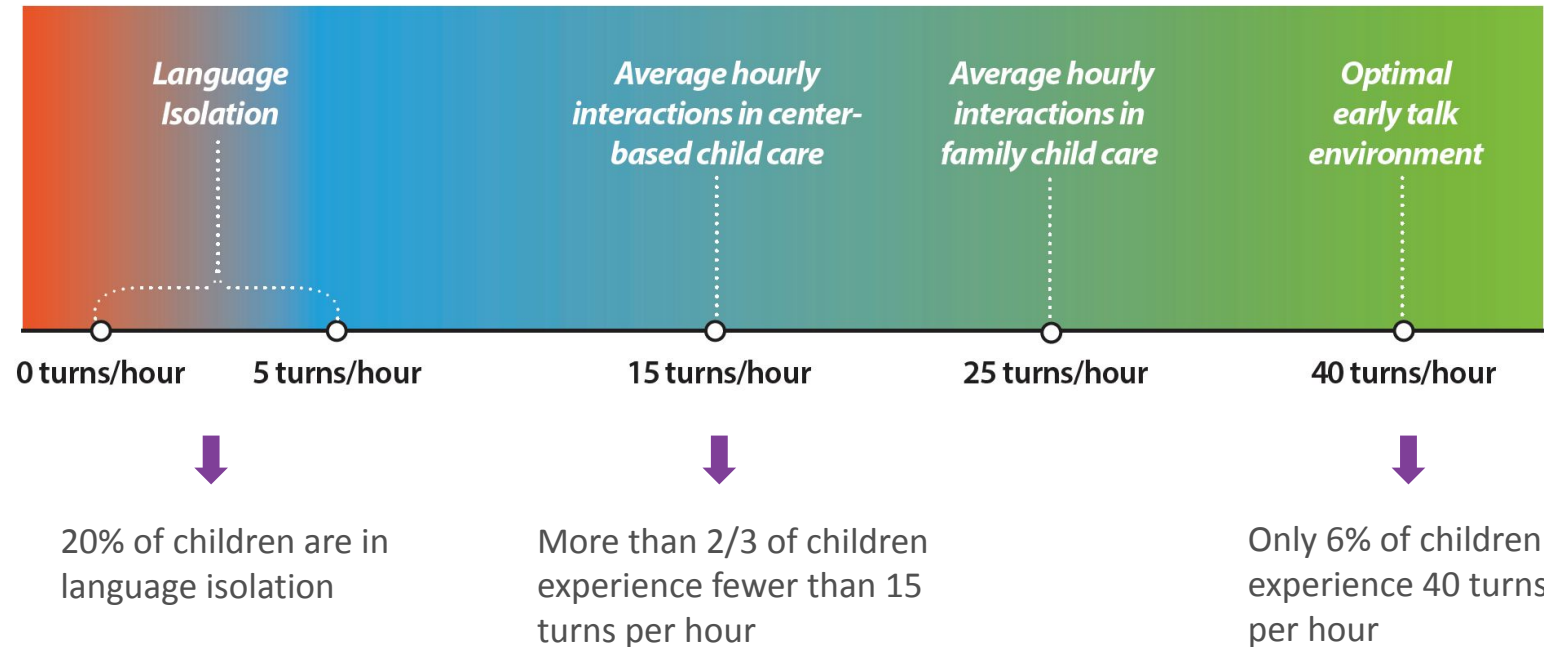 Language
Isolation
Average hourly
interactions in center-
based child care
Average hourly
interactions in
family child care
Optimal
early talk
environment
0 turns/hour
5 turns/hour
15 turns/hour
25 turns/hour
40 turns/hour
20% of children are in
language isolation
More than 2/3 of children
experience fewer than 15
turns per hour
Only 6% of children
experience 40 turns
per hour